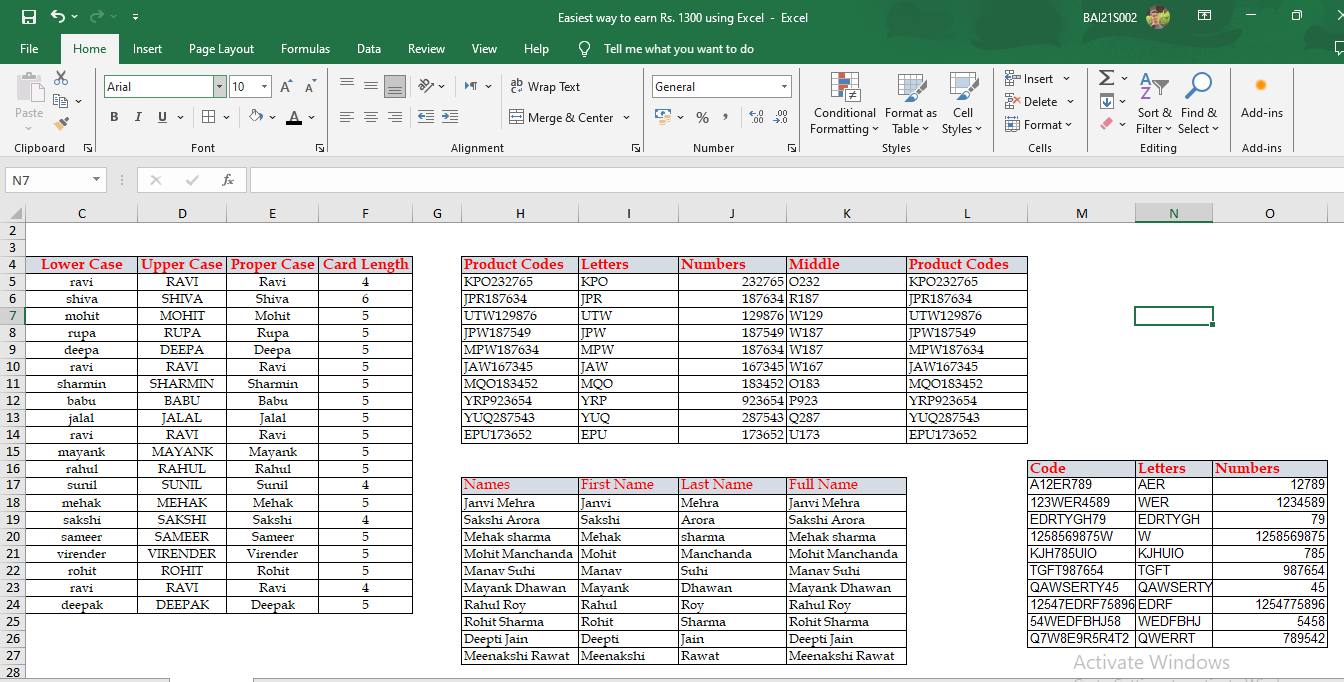 Easiest way to earn Rs. 1300 using Excel - Excel
BAI21S002
File Home Insert Page Layout Formulas Data Review View Help Tell me what you want to do
Arial 10 Wrap Text General Insert
Paste B I U Merge & Center % Conditional Formatting Format as Table Cell Styles Delete Format Sort & Filter Find & Select Add-ins
Clipboard Font Alignment Number Styles Cells Editing Add-ins
N7 fx
C D E F G H I J K L M N O
2
3
4 Lower Case Upper Case Proper Case Card Length Product Codes Letters Numbers Middle Product Codes
5 ravi RAVI Ravi 4 KPO232765 KPO 232765 O232 KPO232765
6 shiva SHIVA Shiva 6 JPR187634 JPR 187634 R187 JPR187634
7 mohit MOHIT Mohit 5 UTW129876 UTW 129876 W129 UTW129876
8 rupa RUPA Rupa 5 JPW187549 JPW 187549 W187 JPW187549
9 deepa DEEPA Deepa 5 MPW187634 MPW 187634 W187 MPW187634
10 ravi RAVI Ravi 5 JAW167345 JAW 167345 W167 JAW167345
11 sharmin SHARMIN Sharmin 5 MQO183452 MQO 183452 O183 MQO183452
12 babu BABU Babu 5 YRP923654 YRP 923654 P923 YRP923654
13 jalal JALAL Jalal 5 YUQ287543 YUQ 287543 Q287 YUQ287543
14 ravi RAVI Ravi 5 EPU173652 EPU 173652 U173 EPU173652
15 mayank MAYANK Mayank 5
16 rahul RAHUL Rahul 5 Code Letters Numbers
17 sunil SUNIL Sunil 4 Names First Name Last Name Full Name A12ER789 AER 12789
18 mehak MEHAK Mehak 5 Janvi Mehra Janvi Mehra Janvi Mehra 123WER4589 WER 1234589
19 sakshi SAKSHI Sakshi 4 Sakshi Arora Sakshi Arora Sakshi Arora EDRTYGH79 EDRTYGH 79
20 sameer SAMEER Sameer 5 Mehak sharma Mehak sharma Mehak sharma 1258569875W W 1258569875
21 virender VIRENDER Virender 5 Mohit Manchanda Mohit Manchanda Mohit Manchanda KJH785UIO KJHUIO 785
22 rohit ROHIT Rohit 5 Manav Suhi Manav Suhi Manav Suhi TGFT987654 TGFT 987654
23 ravi RAVI Ravi 4 Mayank Dhawan Mayank Dhawan Mayank Dhawan QAWSERTY45 QAWSERTY 45
24 deepak DEEPAK Deepak 5 Rahul Roy Rahul Roy Rahul Roy 12547EDRF75896 EDRF 1254775896
25 Rohit Sharma Rohit Sharma Rohit Sharma 54WEDFBHJ58 WEDFBHJ 5458
26 Deepti Jain Deepti Jain Deepti Jain Q7W8E9R5R4T2 QWERRT 789542
27 Meenakshi Rawat Meenakshi Rawat Meenakshi Rawat
28 Activate Windows